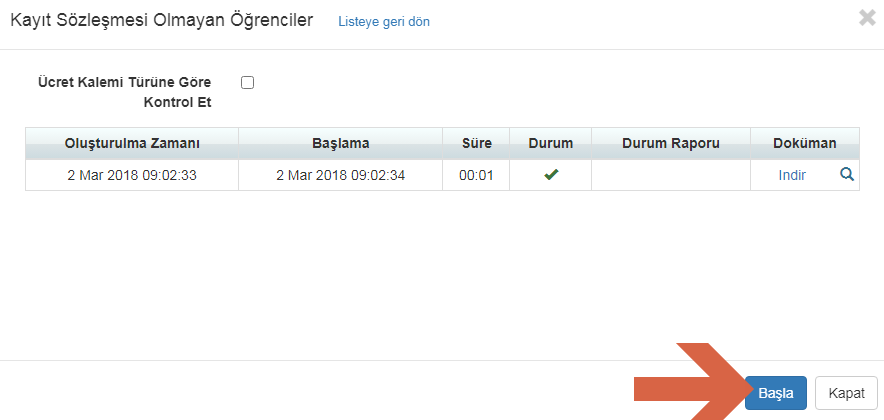 Kayıt Sözleşmesi Olmayan Öğrenciler Listeye geri dön
Ücret Kalemi Türüne Göre
Kontrol Et
Oluşturulma Zamanı Başlama Süre Durum Durum Raporu Doküman
2 Mar 2018 09:02:33 2 Mar 2018 09:02:34 00:01 Indir
Başla Kapat